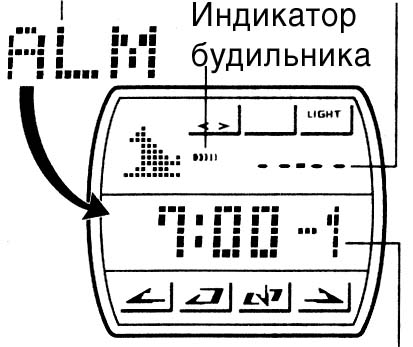 Индикатор
будильника
ALM
< >
LIGHT
7:00-1